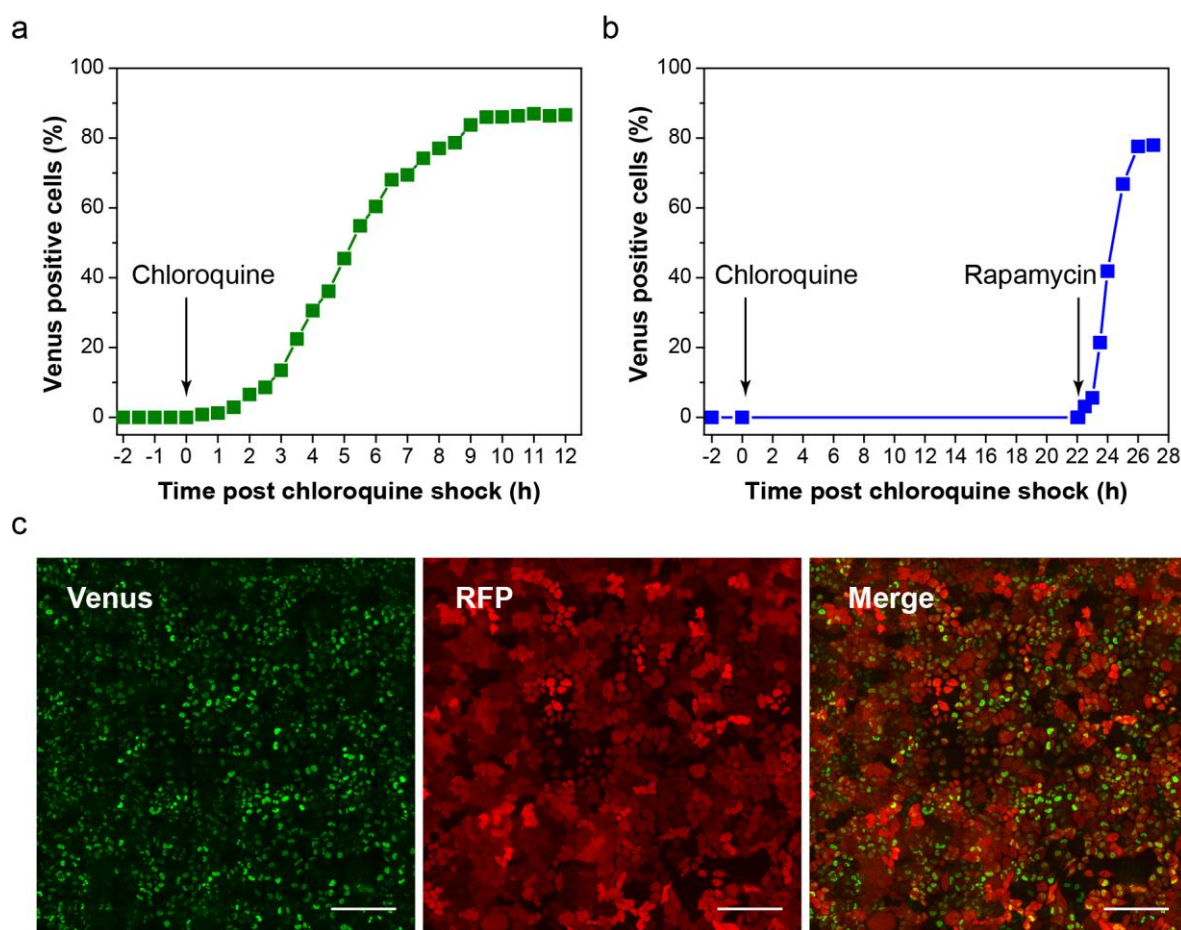 a
100
80
60
40
20
0
Venus positive cells (%)
Chloroquine
-2 -1 0 1 2 3 4 5 6 7 8 9 10 11 12
Time post chloroquine shock (h)
b
100
80
60
40
20
0
Venus positive cells (%)
Chloroquine Rapamycin
-2 0 2 4 6 8 10 12 14 16 18 20 22 24 26 28
Time post chloroquine shock (h)
c
Venus
RFP
Merge